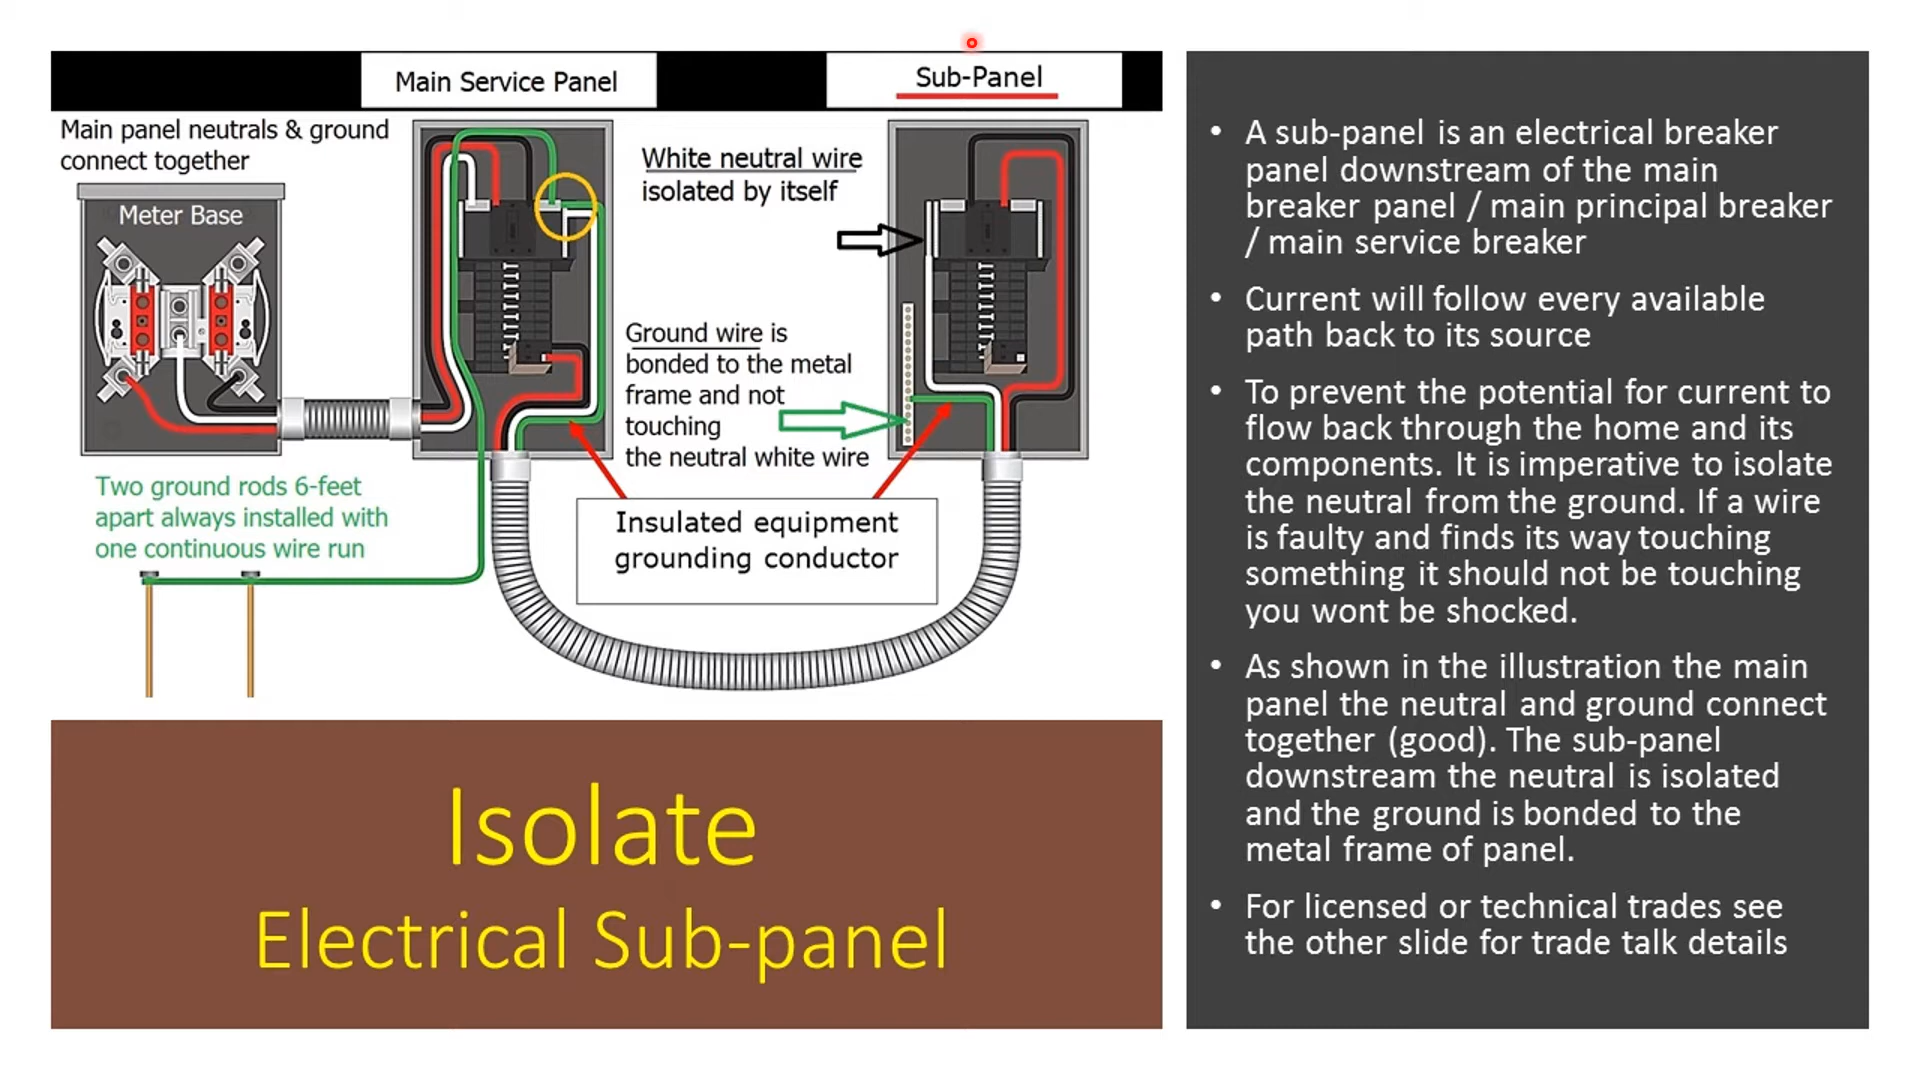 Main Service Panel
Sub-Panel
Main panel neutrals & ground
connect together
Meter Base
White neutral wire
isolated by itself
Ground wire is
bonded to the metal
frame and not
touching
the neutral white wire
Two ground rods 6-feet
apart always installed with
one continuous wire run
Insulated equipment
grounding conductor
Isolate
Electrical Sub-panel
• A sub-panel is an electrical breaker
panel downstream of the main
breaker panel / main principal breaker
/ main service breaker
• Current will follow every available
path back to its source
• To prevent the potential for current to
flow back through the home and its
components. It is imperative to isolate
the neutral from the ground. If a wire
is faulty and finds its way touching
something it should not be touching
you wont be shocked.
• As shown in the illustration the main
panel the neutral and ground connect
together (good). The sub-panel
downstream the neutral is isolated
and the ground is bonded to the
metal frame of panel.
• For licensed or technical trades see
the other slide for trade talk details